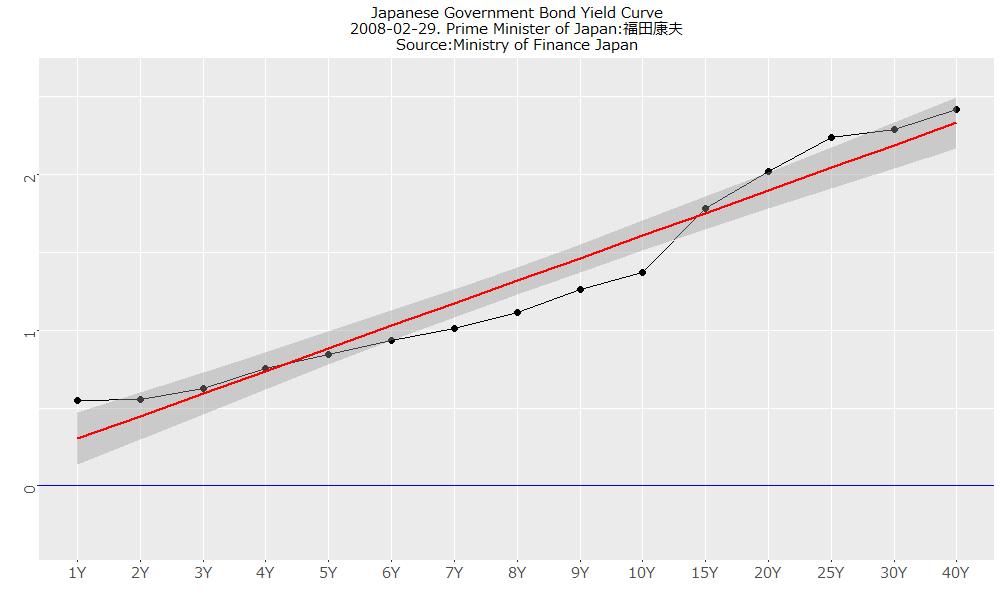 Japanese Government Bond Yield Curve
2008-02-29. Prime Minister of Japan:福田康夫
Source:Ministry of Finance Japan
2
1
0
1Y 2Y 3Y 4Y 5Y 6Y 7Y 8Y 9Y 10Y 15Y 20Y 25Y 30Y 40Y